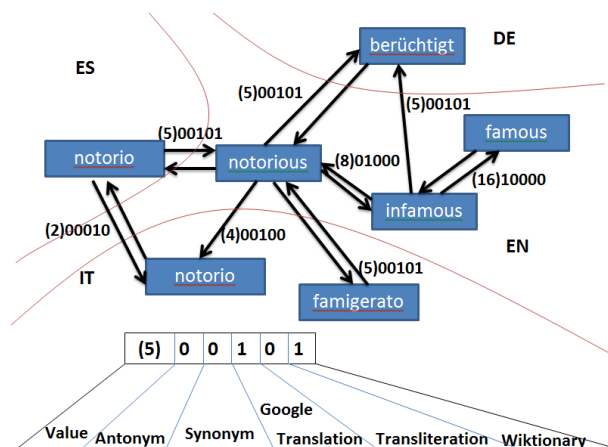 berüchtigt
DE
ES
(5)00101
(5)00101
famous
(5)00101
notorio
notorious
(8)01000
(16)10000
infamous
(2)00010
(4)00100
EN
IT
notorio
(5)00101
famigerato
(5) 0 0 1 0 1
Value Antonym Synonym Google Translation Transliteration Wiktionary